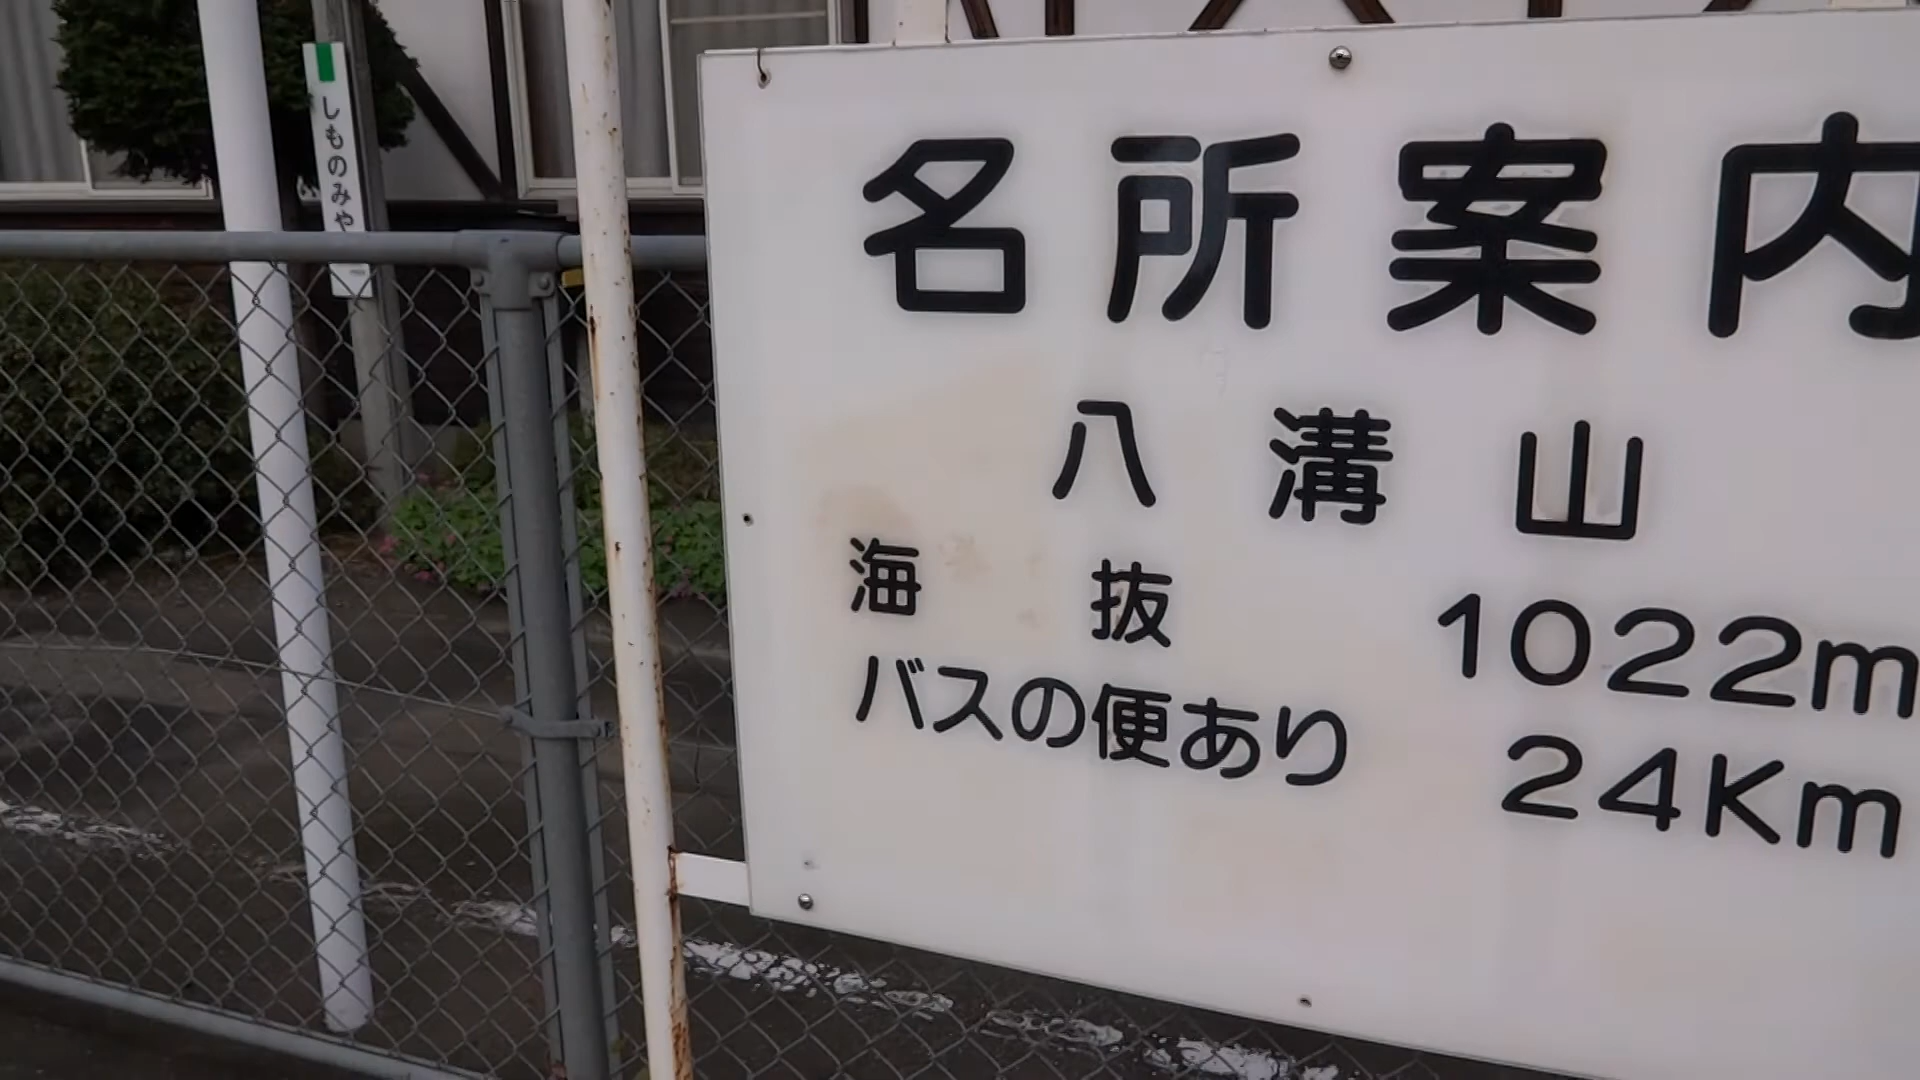 しものみや
名所案内
八溝山
海抜 1022m
バスの便あり 24Km